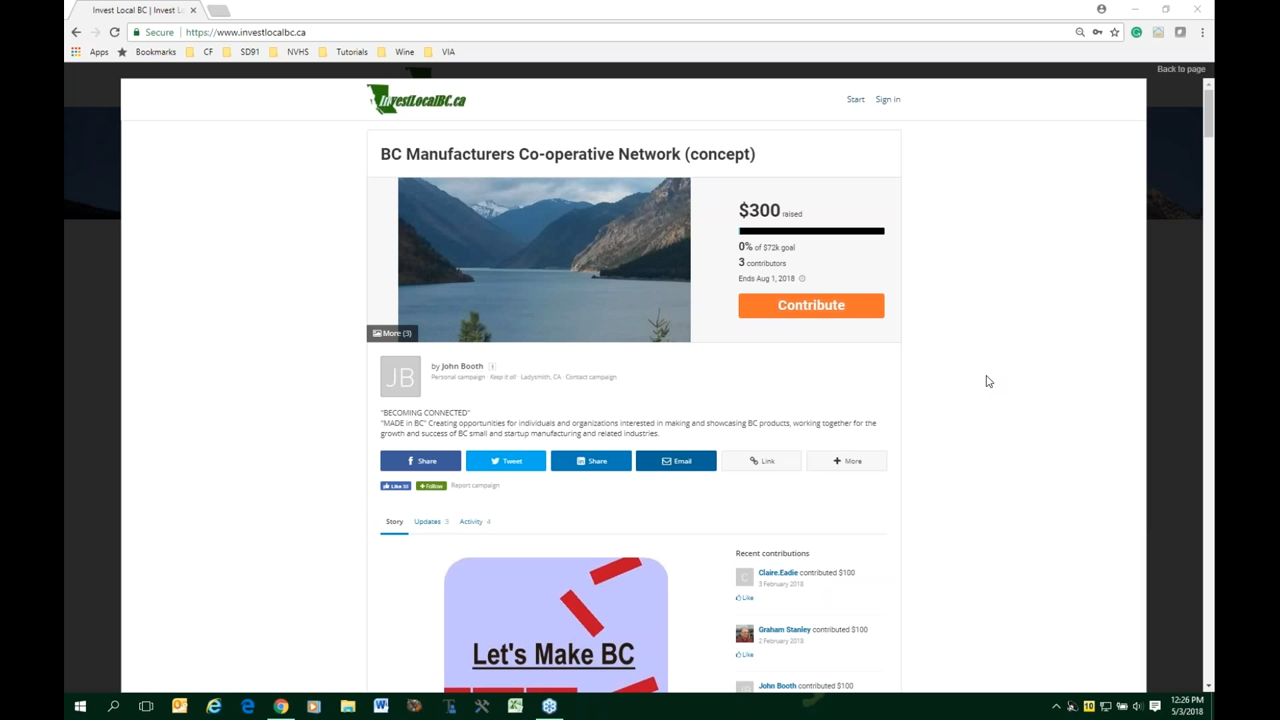 Invest Local BC | Invest Lo
Secure https://www.investlocalbc.ca
Apps Bookmarks CF SD91 NVHS Tutorials Wine VIA
Back to page
InvestLocalBC.ca
Start Sign in
BC Manufacturers Co-operative Network (concept)
$300 raised
0% of $72k goal
3 contributors
Ends Aug 1, 2018
Contribute
More (3)
JB
by John Booth
Personal campaign · Keep it all · Ladysmith, CA · Contact campaign
"BECOMING CONNECTED"
"MADE in BC" Creating opportunities for individuals and organizations interested in making and showcasing BC products, working together for the
growth and success of BC small and startup manufacturing and related industries.
Share Tweet Share Email Link More
Like 33 Follow Report campaign
Story Updates 3 Activity 4
Recent contributions
C
Claire.Eadie contributed $100
3 February 2018
Like
Graham Stanley contributed $100
2 February 2018
Like
John Booth contributed $100
Let's Make BC
12:26 PM
5/3/2018